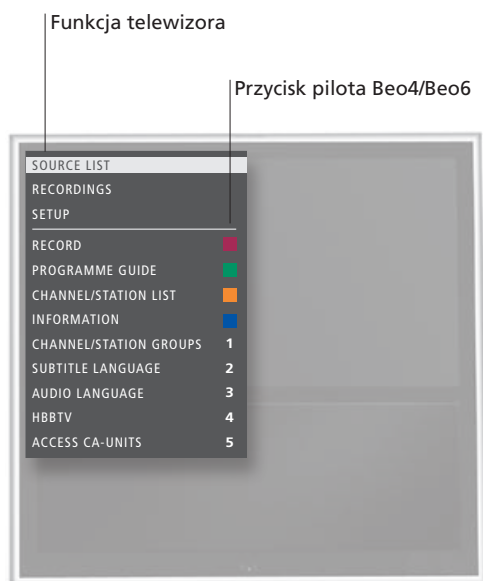 Funkcja telewizora
Przycisk pilota Beo4/Beo6
SOURCE LIST
RECORDINGS
SETUP
RECORD
PROGRAMME GUIDE
CHANNEL/STATION LIST
INFORMATION
CHANNEL/STATION GROUPS 1
SUBTITLE LANGUAGE 2
AUDIO LANGUAGE 3
HBBTV 4
ACCESS CA-UNITS 5